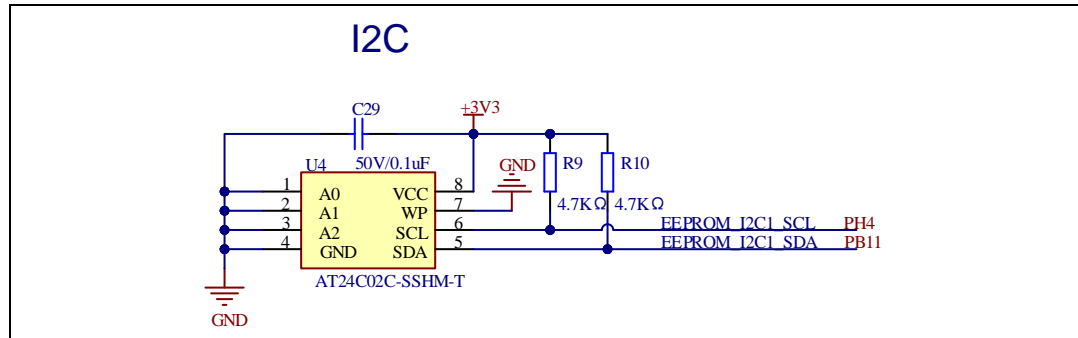 I2C
C29
+3V3
U4
50V/0.1uF
GND
R9
R10
1
A0
VCC
8
2
A1
WP
7
4.7KΩ
4.7KΩ
3
A2
SCL
6
EEPROM_I2C1_SCL
PH4
4
GND
SDA
5
EEPROM_I2C1_SDA
PB11
AT24C02C-SSHM-T
GND